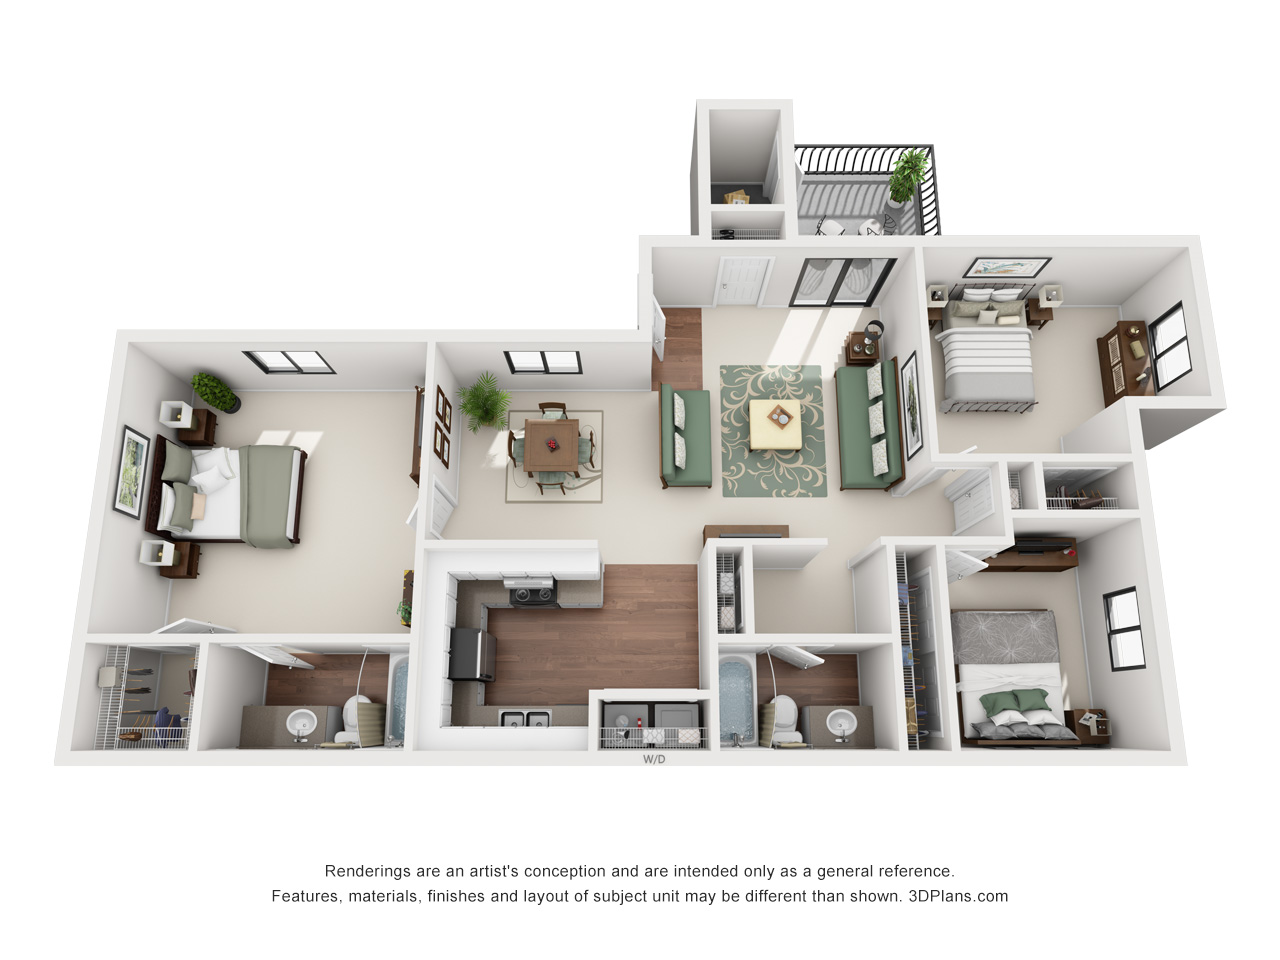 W/D
Renderings are an artist's conception and are intended only as a general reference.
Features, materials, finishes and layout of subject unit may be different than shown. 3DPlans.com